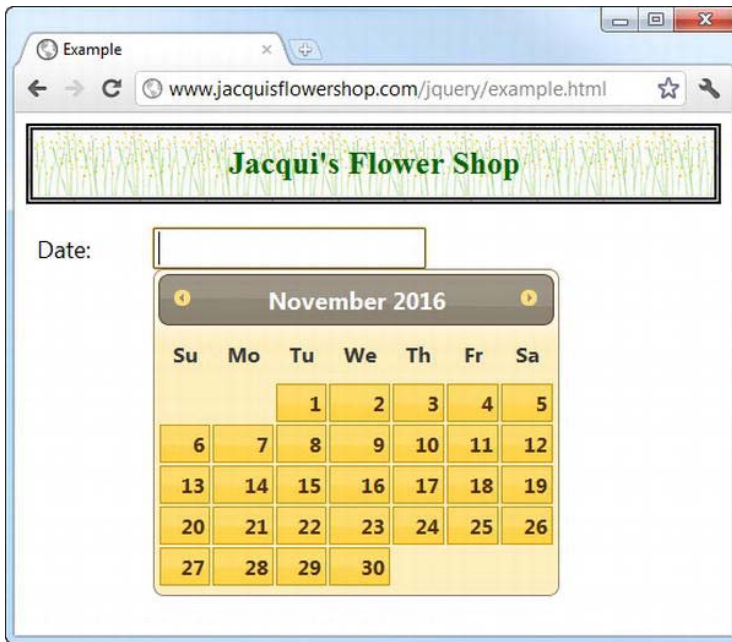 Example
www.jacquisflowershop.com/jquery/example.html
Jacqui's Flower Shop
Date:
November 2016
Su Mo Tu We Th Fr Sa
1 2 3 4 5
6 7 8 9 10 11 12
13 14 15 16 17 18 19
20 21 22 23 24 25 26
27 28 29 30